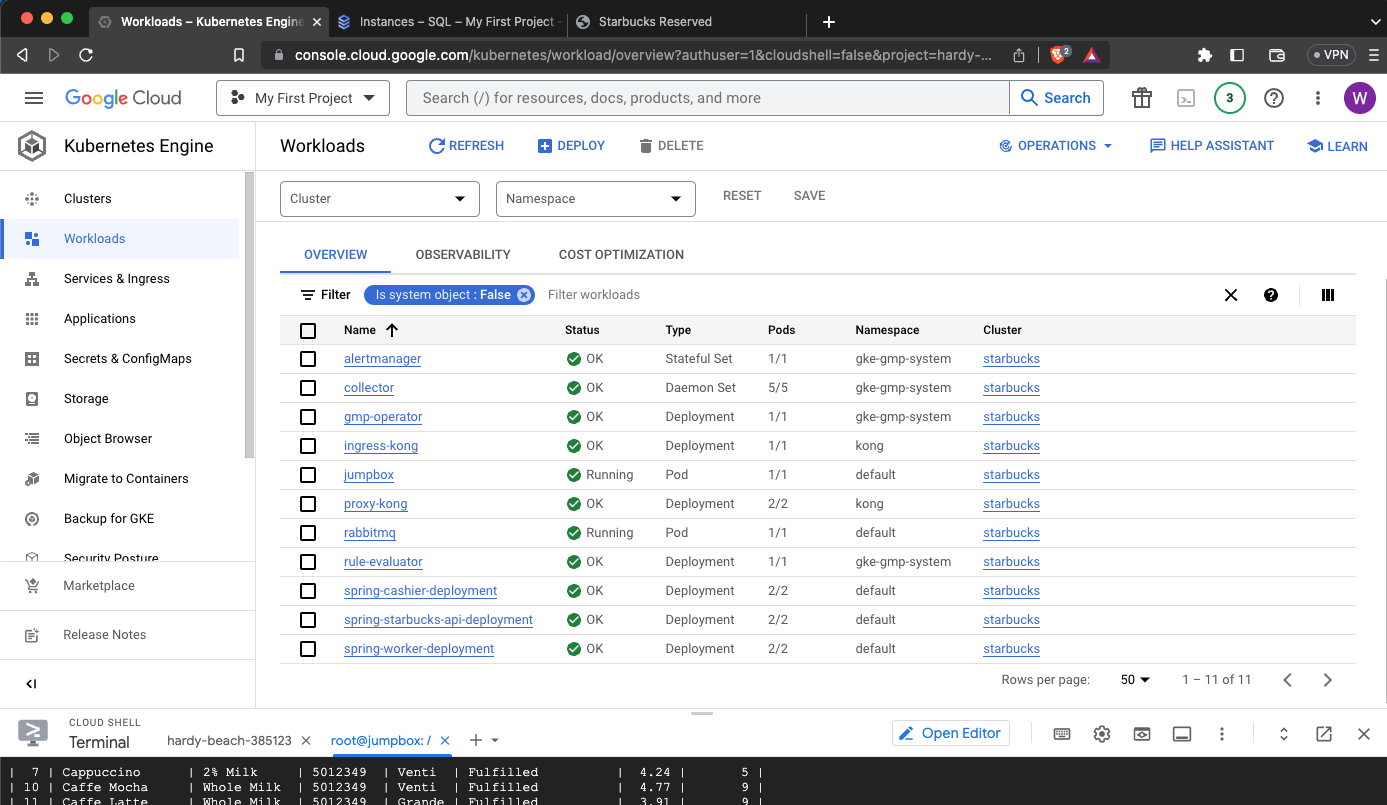 Workloads – Kubernetes Engine
Instances – SQL – My First Project -
Starbucks Reserved
console.cloud.google.com/kubernetes/workload/overview?authuser=1&cloudshell=false&project=hardy-...
2
VPN
Google Cloud
My First Project
Search (/) for resources, docs, products, and more
Search
3
W
Kubernetes Engine
Workloads
REFRESH
DEPLOY
DELETE
OPERATIONS
HELP ASSISTANT
LEARN
Clusters
Workloads
Services & Ingress
Applications
Secrets & ConfigMaps
Storage
Object Browser
Migrate to Containers
Backup for GKE
Security Posture
Marketplace
Release Notes
Cluster
Namespace
RESET
SAVE
OVERVIEW
OBSERVABILITY
COST OPTIMIZATION
Filter
Is system object : False
Filter workloads
Name Status Type Pods Namespace Cluster
alertmanager OK Stateful Set 1/1 gke-gmp-system starbucks
collector OK Daemon Set 5/5 gke-gmp-system starbucks
gmp-operator OK Deployment 1/1 gke-gmp-system starbucks
ingress-kong OK Deployment 1/1 kong starbucks
jumpbox Running Pod 1/1 default starbucks
proxy-kong OK Deployment 2/2 kong starbucks
rabbitmq Running Pod 1/1 default starbucks
rule-evaluator OK Deployment 1/1 gke-gmp-system starbucks
spring-cashier-deployment OK Deployment 2/2 default starbucks
spring-starbucks-api-deployment OK Deployment 2/2 default starbucks
spring-worker-deployment OK Deployment 2/2 default starbucks
Rows per page: 50 1 – 11 of 11
CLOUD SHELL
Terminal
hardy-beach-385123
root@jumpbox: /
Open Editor
| 7 | Cappuccino | 2% Milk | 5012349 | Venti | Fulfilled | 4.24 | 5 |
| 10 | Caffe Mocha | Whole Milk | 5012349 | Venti | Fulfilled | 4.77 | 9 |
| 11 | Caffe Latte | Whole Milk | 5012349 | Grande | Fulfilled | 3.91 | 9 |